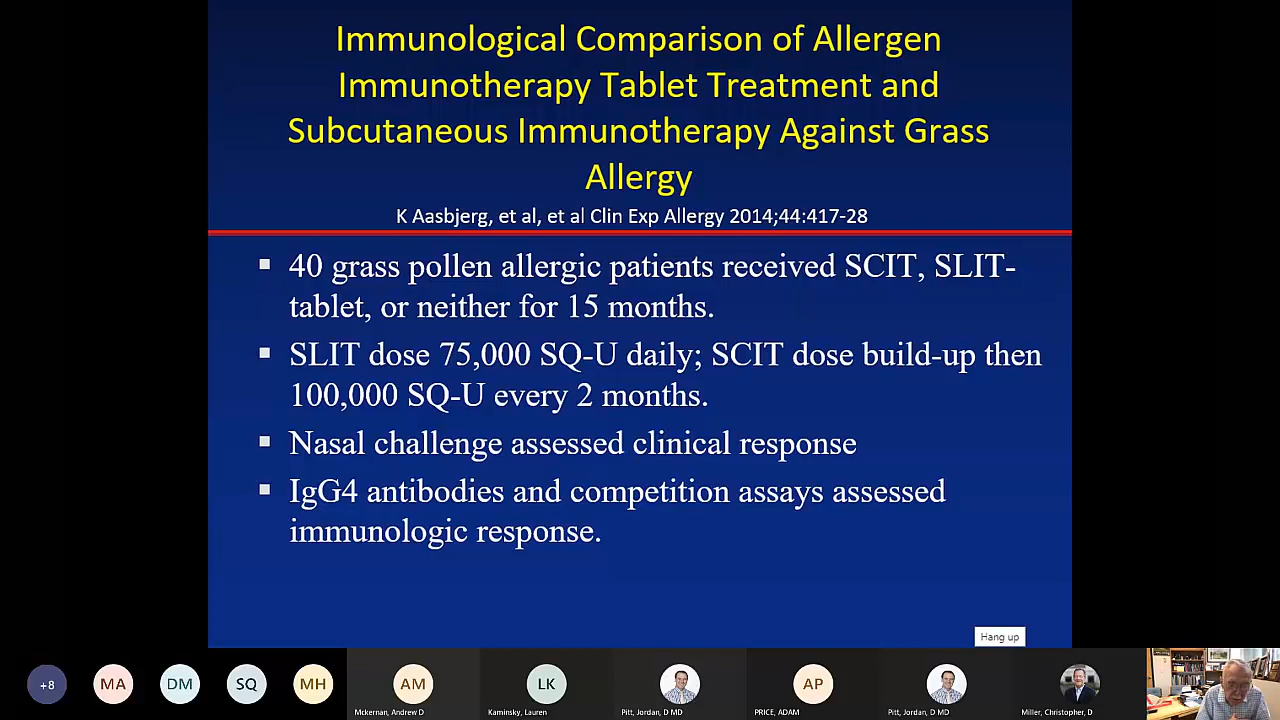 Immunological Comparison of Allergen
Immunotherapy Tablet Treatment and
Subcutaneous Immunotherapy Against Grass
Allergy
K Aasbjerg, et al, et al Clin Exp Allergy 2014;44:417-28
▪ 40 grass pollen allergic patients received SCIT, SLIT-
tablet, or neither for 15 months.
▪ SLIT dose 75,000 SQ-U daily; SCIT dose build-up then
100,000 SQ-U every 2 months.
▪ Nasal challenge assessed clinical response
▪ IgG4 antibodies and competition assays assessed
immunologic response.
Hang up
+8 MA DM SQ MH AM LK AP
Mckernan, Andrew D Kaminsky, Lauren Pitt, Jordan, D MD PRICE, ADAM Pitt, Jordan, D MD Miller, Christopher, D